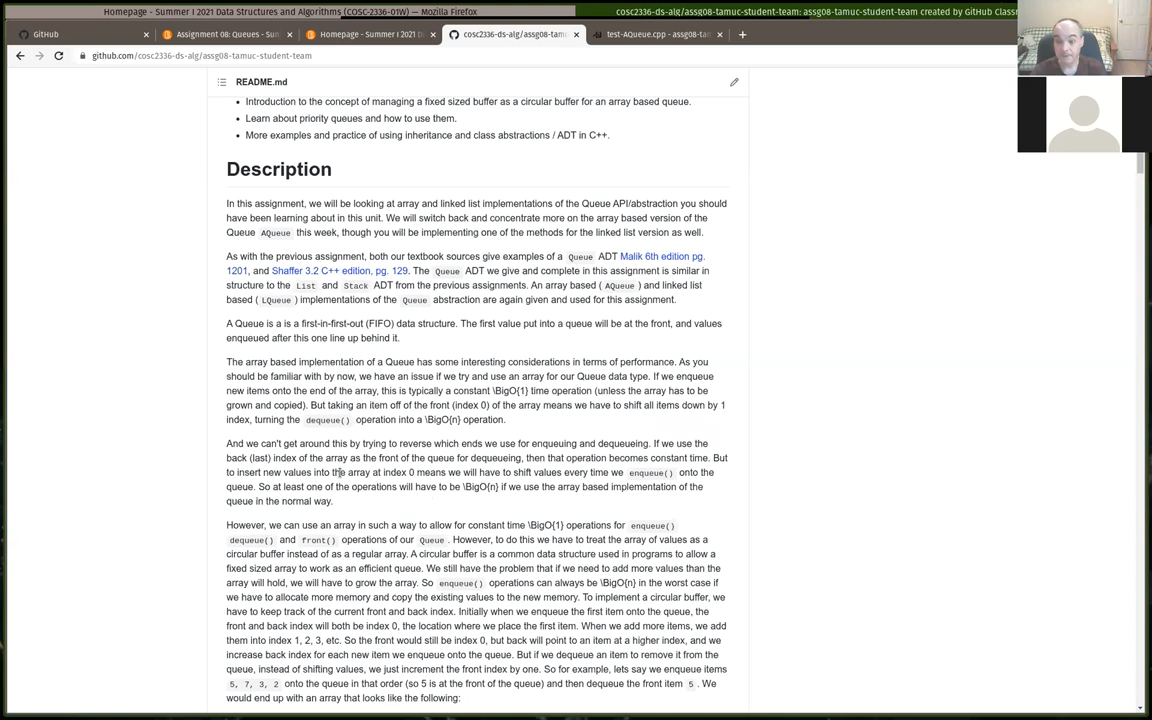 Homepage - Summer I 2021 Data Structures and Algorithms (COSC-2336-01W) — Mozilla Firefox
cosc2336-ds-alg/assg08-tamuc-student-team: assg08-tamuc-student-team created by GitHub Classr
GitHub
Assignment 08: Queues - Sun
Homepage - Summer I 2021 D
cosc2336-ds-alg/assg08-tamu
test-AQueue.cpp - assg08-ta
github.com/cosc2336-ds-alg/assg08-tamuc-student-team
README.md
• Introduction to the concept of managing a fixed sized buffer as a circular buffer for an array based queue.
• Learn about priority queues and how to use them.
• More examples and practice of using inheritance and class abstractions / ADT in C++.
Description
In this assignment, we will be looking at array and linked list implementations of the Queue API/abstraction you should
have been learning about in this unit. We will switch back and concentrate more on the array based version of the
Queue AQueue this week, though you will be implementing one of the methods for the linked list version as well.
As with the previous assignment, both our textbook sources give examples of a Queue ADT Malik 6th edition pg.
1201, and Shaffer 3.2 C++ edition, pg. 129. The Queue ADT we give and complete in this assignment is similar in
structure to the List and Stack ADT from the previous assignments. An array based ( AQueue ) and linked list
based ( LQueue ) implementations of the Queue abstraction are again given and used for this assignment.
A Queue is a is a first-in-first-out (FIFO) data structure. The first value put into a queue will be at the front, and values
enqueued after this one line up behind it.
The array based implementation of a Queue has some interesting considerations in terms of performance. As you
should be familiar with by now, we have an issue if we try and use an array for our Queue data type. If we enqueue
new items onto the end of the array, this is typically a constant \BigO{1} time operation (unless the array has to be
grown and copied). But taking an item off of the front (index 0) of the array means we have to shift all items down by 1
index, turning the dequeue() operation into a \BigO{n} operation.
And we can't get around this by trying to reverse which ends we use for enqueuing and dequeueing. If we use the
back (last) index of the array as the front of the queue for dequeueing, then that operation becomes constant time. But
to insert new values into the array at index 0 means we will have to shift values every time we enqueue() onto the
queue. So at least one of the operations will have to be \BigO{n} if we use the array based implementation of the
queue in the normal way.
However, we can use an array in such a way to allow for constant time \BigO{1} operations for enqueue()
dequeue() and front() operations of our Queue . However, to do this we have to treat the array of values as a
circular buffer instead of as a regular array. A circular buffer is a common data structure used in programs to allow a
fixed sized array to work as an efficient queue. We still have the problem that if we need to add more values than the
array will hold, we will have to grow the array. So enqueue() operations can always be \BigO{n} in the worst case if
we have to allocate more memory and copy the existing values to the new memory. To implement a circular buffer, we
have to keep track of the current front and back index. Initially when we enqueue the first item onto the queue, the
front and back index will both be index 0, the location where we place the first item. When we add more items, we add
them into index 1, 2, 3, etc. So the front would still be index 0, but back will point to an item at a higher index, and we
increase back index for each new item we enqueue onto the queue. But if we dequeue an item to remove it from the
queue, instead of shifting values, we just increment the front index by one. So for example, lets say we enqueue items
5, 7, 3, 2 onto the queue in that order (so 5 is at the front of the queue) and then dequeue the front item 5 . We
would end up with an array that looks like the following: